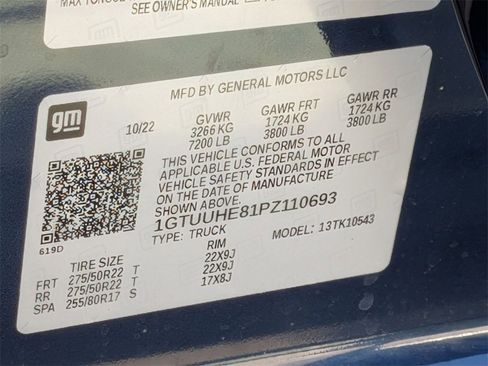 MAX TO
SEE OWNER'S MANUAL
MFD BY GENERAL MOTORS LLC
gm
10/22
GVWR GAWR FRT GAWR RR
3266 KG 1724 KG 1724 KG
7200 LB 3800 LB 3800 LB
THIS VEHICLE CONFORMS TO ALL
APPLICABLE U.S. FEDERAL MOTOR
VEHICLE SAFETY STANDARDS IN EFFECT
ON THE DATE OF MANUFACTURE
SHOWN ABOVE.
1GTUUHE81PZ110693
TYPE: TRUCK MODEL: 13TK10543
619D
TIRE SIZE RIM
FRT 275/50R22 T 22X9J
RR 275/50R22 T 22X9J
SPA 255/80R17 S 17X8J